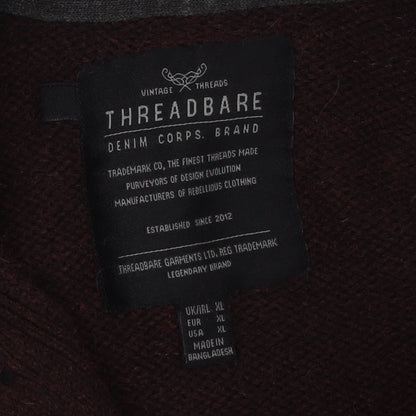 VINTAGE THREADS
THREADBARE
DENIM CORPS. BRAND
TRADEMARK CO, THE FINEST THREADS MADE
PURVEYORS OF DESIGN EVOLUTION
MANUFACTURERS OF REBELLIOUS CLOTHING
ESTABLISHED SINCE 2012
THREADBARE GARMENTS LTD. REG TRADEMARK
LEGENDARY BRAND
UK/IRL XL
EUR XL
USA XL
MADE IN
BANGLADESH